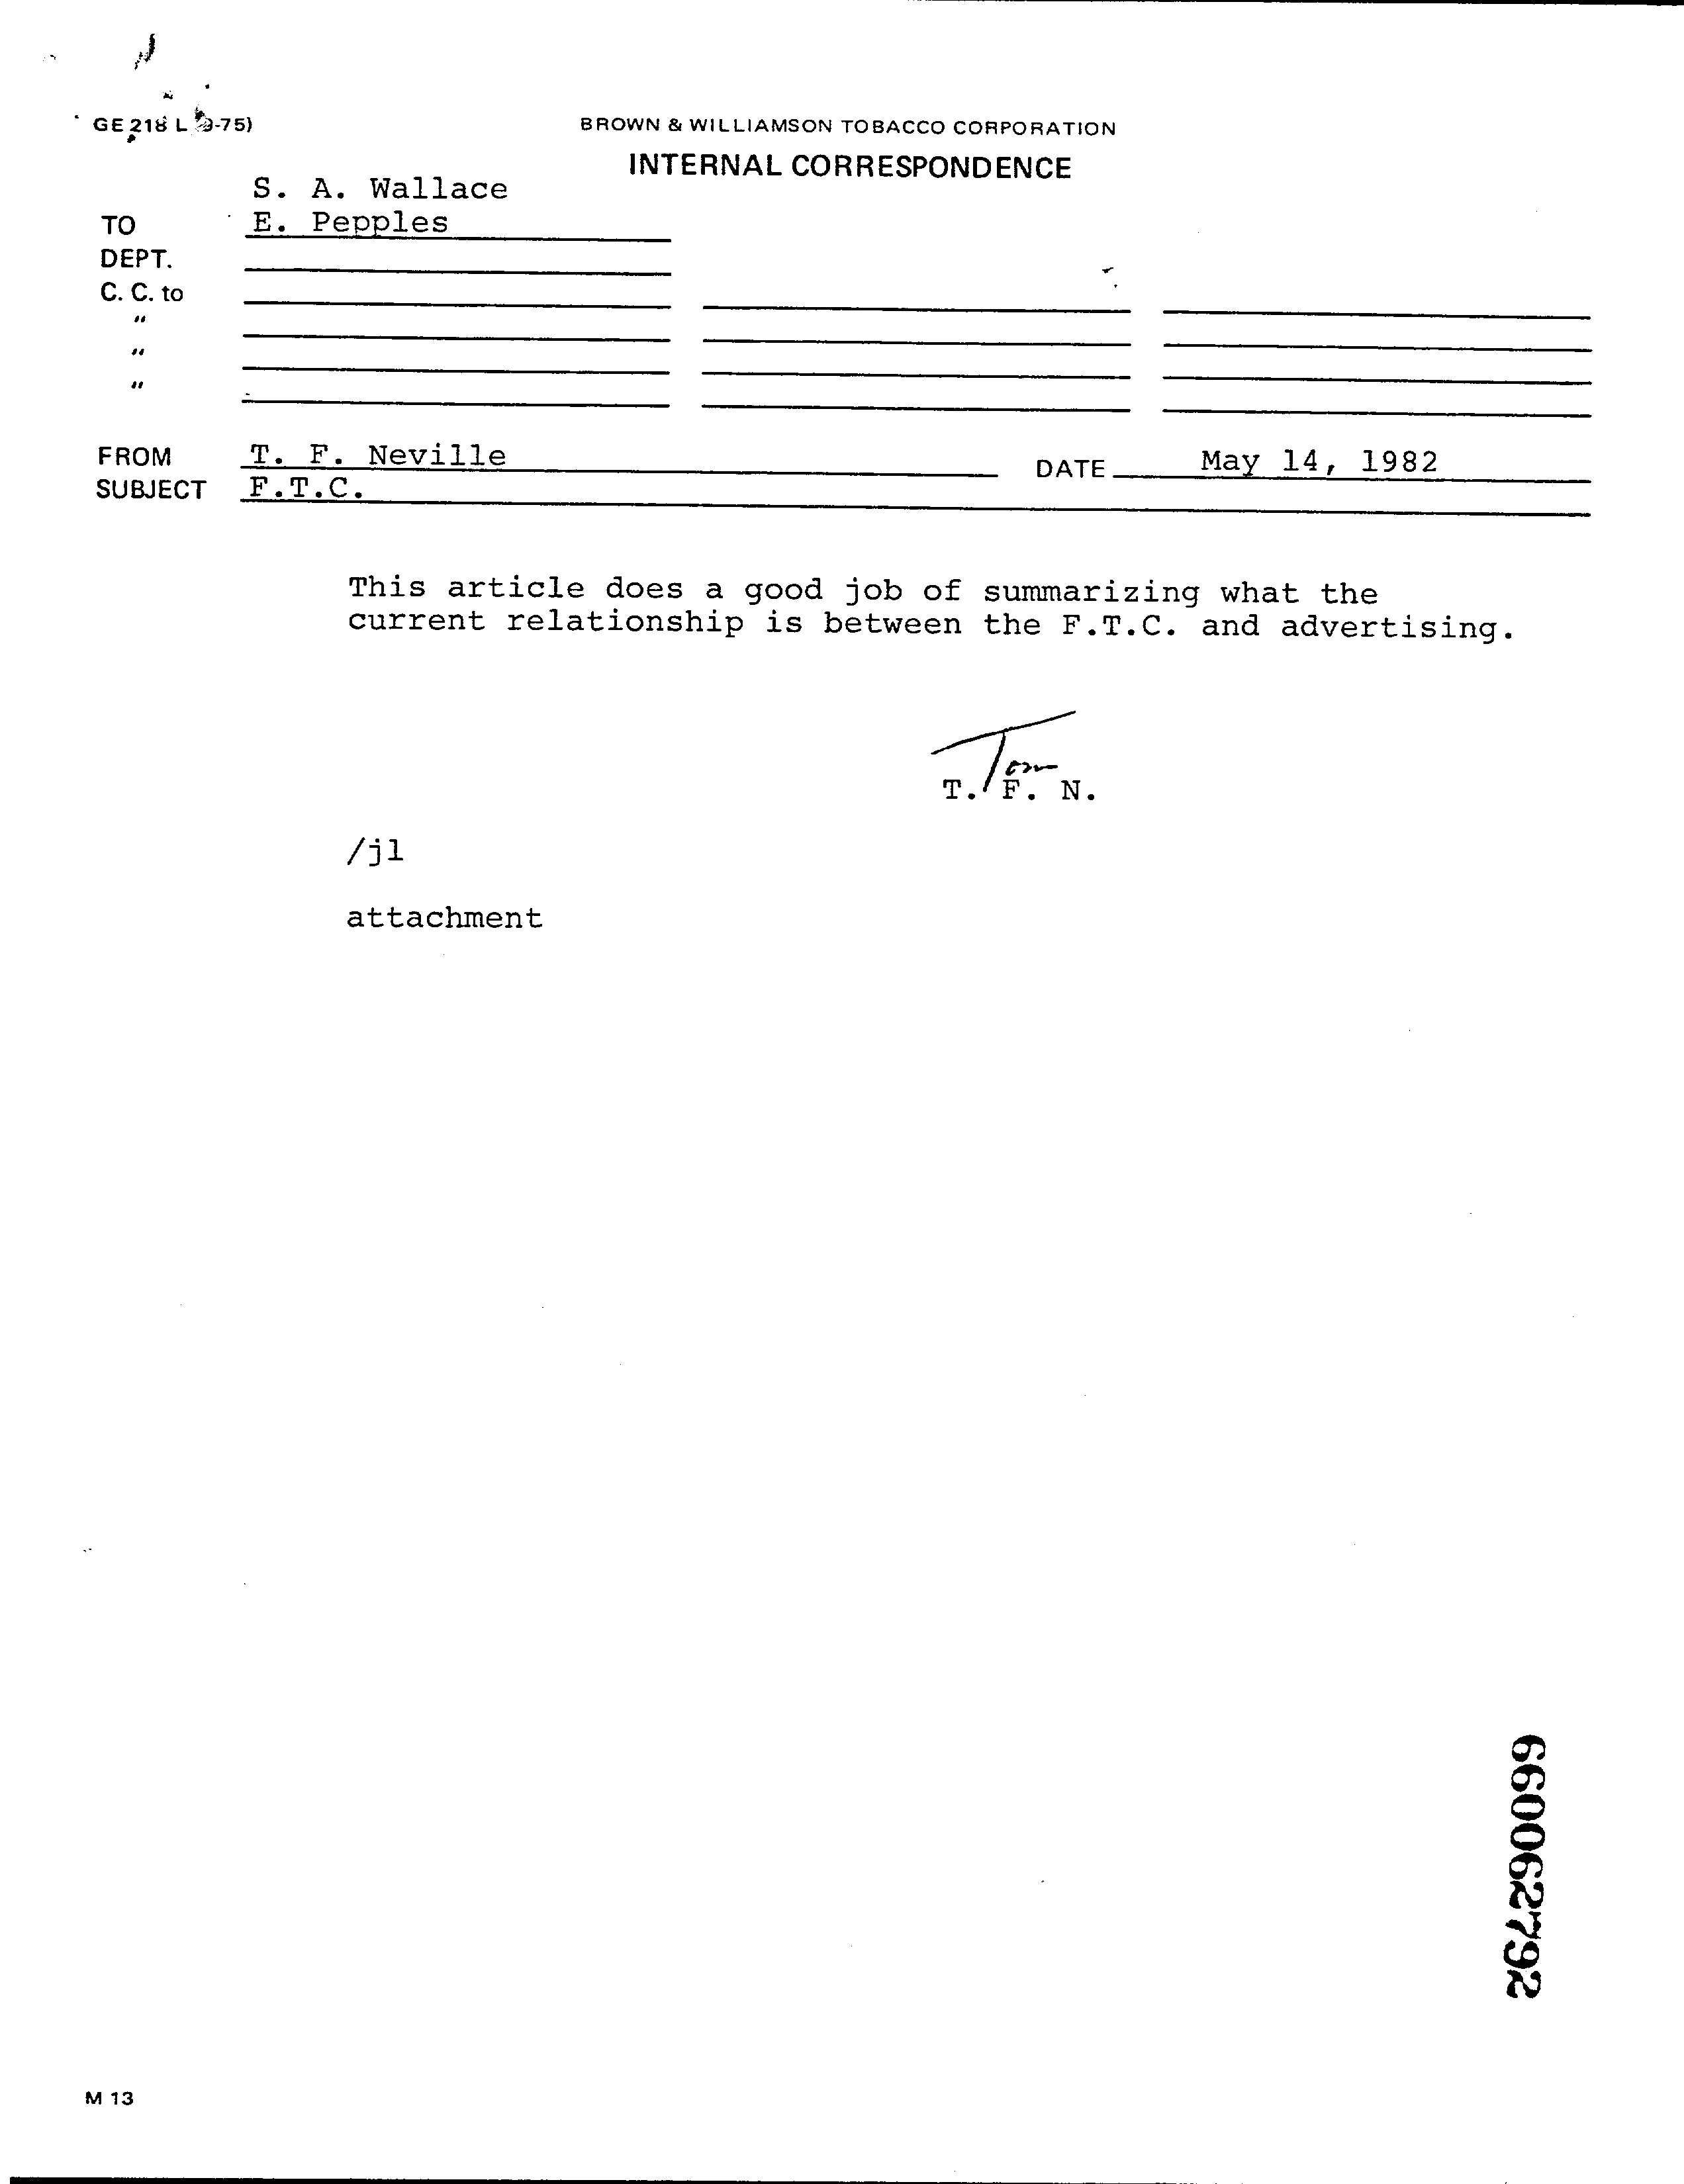 GE 218 L (9-75)
BROWN & WILLIAMSON TOBACCO CORPORATION
INTERNAL CORRESPONDENCE
S. A. Wallace
TO E. Pepples
DEPT.
C. C. to
"
"
"
FROM T. F. Neville DATE May 14, 1982
SUBJECT F.T.C.
This article does a good job of summarizing what the
current relationship is between the F.T.C. and advertising.
Tom
T. F. N.
/jl
attachment
660062792
M 13